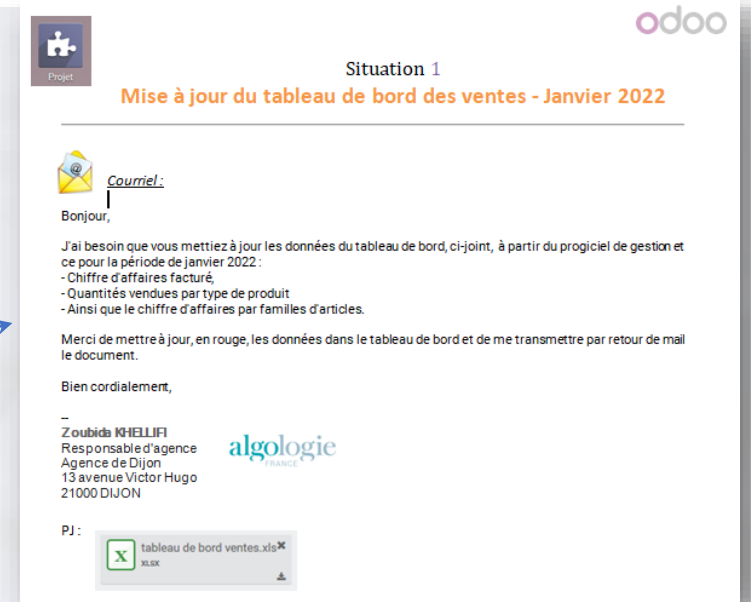 odoo
Projet
Situation 1
Mise à jour du tableau de bord des ventes - Janvier 2022
@
Courriel :
Bonjour,
J'ai besoin que vous mettiez à jour les données du tableau de bord, ci-joint, à partir du progiciel de gestion et
ce pour la période de janvier 2022 :
- Chiffre d'affaires facturé,
- Quantités vendues par type de produit
- Ainsi que le chiffre d'affaires par familles d'articles.
Merci de mettre à jour, en rouge, les données dans le tableau de bord et de me transmettre par retour de mail
le document.
Bien cordialement,
--
Zoubida KHELLIFI
Responsable d'agence
Agence de Dijon
13 avenue Victor Hugo
21000 DIJON
algologie
FRANCE
PJ :
X
tableau de bord ventes.xls
XLSX